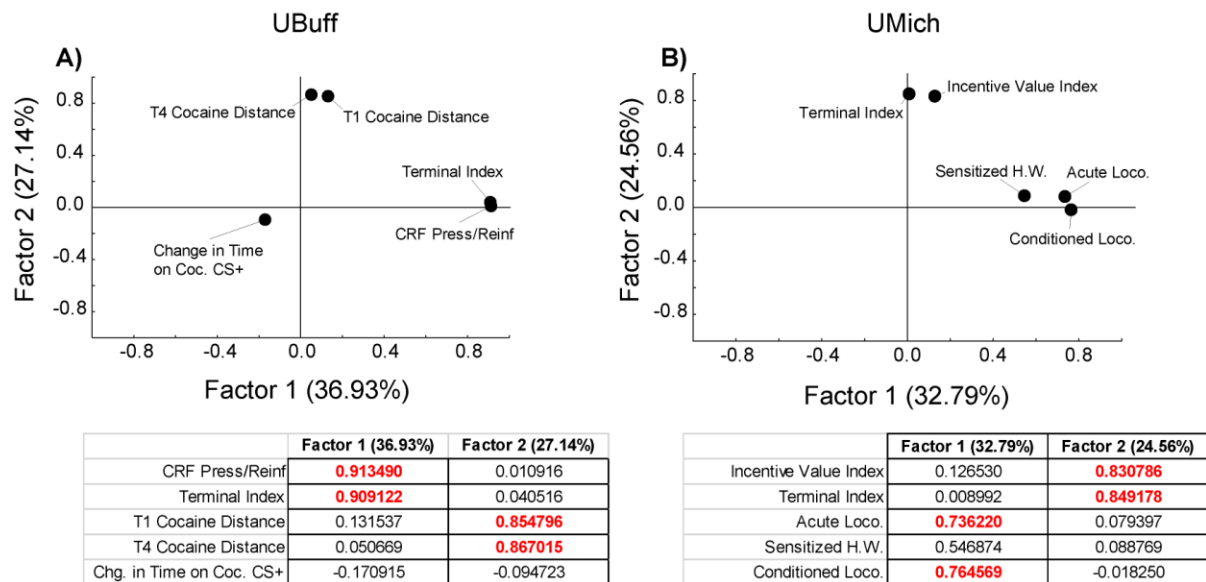 UBuff
UMich
A)
B)
T4 Cocaine Distance
T1 Cocaine Distance
Terminal Index
CRF Press/Reinf
Change in Time
on Coc. CS+
0.8
0.4
0.0
-0.4
-0.8
-0.8
-0.4
0.0
0.4
0.8
Factor 2 (27.14%)
Factor 1 (36.93%)
Incentive Value Index
Terminal Index
Sensitized H.W.
Acute Loco.
Conditioned Loco.
0.8
0.4
0.0
-0.4
-0.8
-0.8
-0.4
0.0
0.4
0.8
Factor 2 (24.56%)
Factor 1 (32.79%)
Factor 1 (36.93%) Factor 2 (27.14%)
CRF Press/Reinf 0.913490 0.010916
Terminal Index 0.909122 0.040516
T1 Cocaine Distance 0.131537 0.854796
T4 Cocaine Distance 0.050669 0.867015
Chg. in Time on Coc. CS+ -0.170915 -0.094723
Factor 1 (32.79%) Factor 2 (24.56%)
Incentive Value Index 0.126530 0.830786
Terminal Index 0.008992 0.849178
Acute Loco. 0.736220 0.079397
Sensitized H.W. 0.546874 0.088769
Conditioned Loco. 0.764569 -0.018250